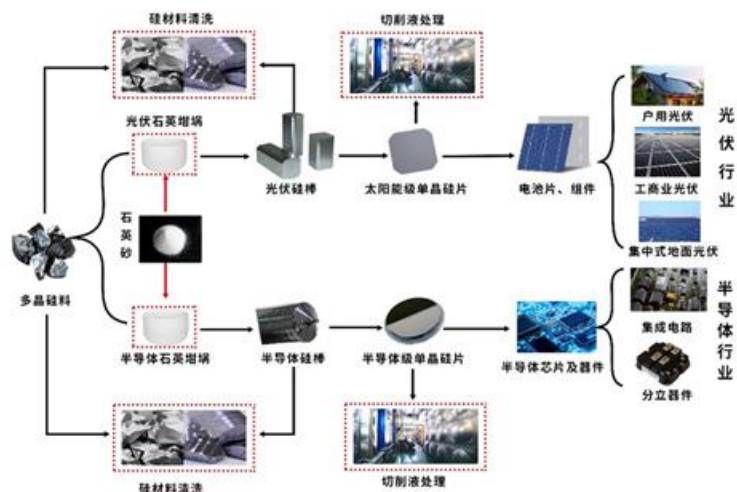 硅材料清洗
切削液处理
光伏石英坩埚
户用光伏
光伏行业
光伏硅棒
太阳能级单晶硅片
电池片、组件
工商业光伏
石英砂
集中式地面光伏
多晶硅料
半导体石英坩埚
半导体硅棒
半导体级单晶硅片
半导体芯片及器件
集成电路
半导体行业
分立器件
硅材料清洗
切削液处理